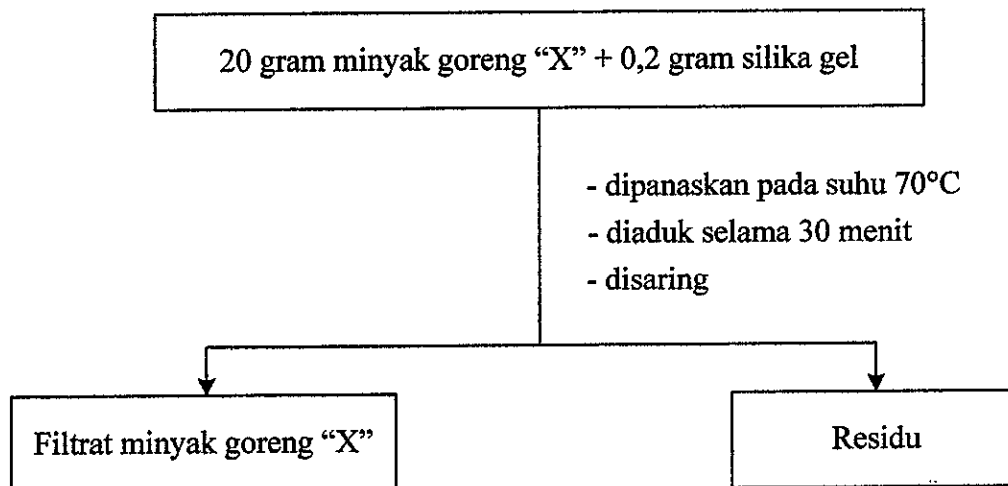 20 gram minyak goreng “X” + 0,2 gram silika gel
- dipanaskan pada suhu 70°C
- diaduk selama 30 menit
- disaring
Filtrat minyak goreng “X”
Residu